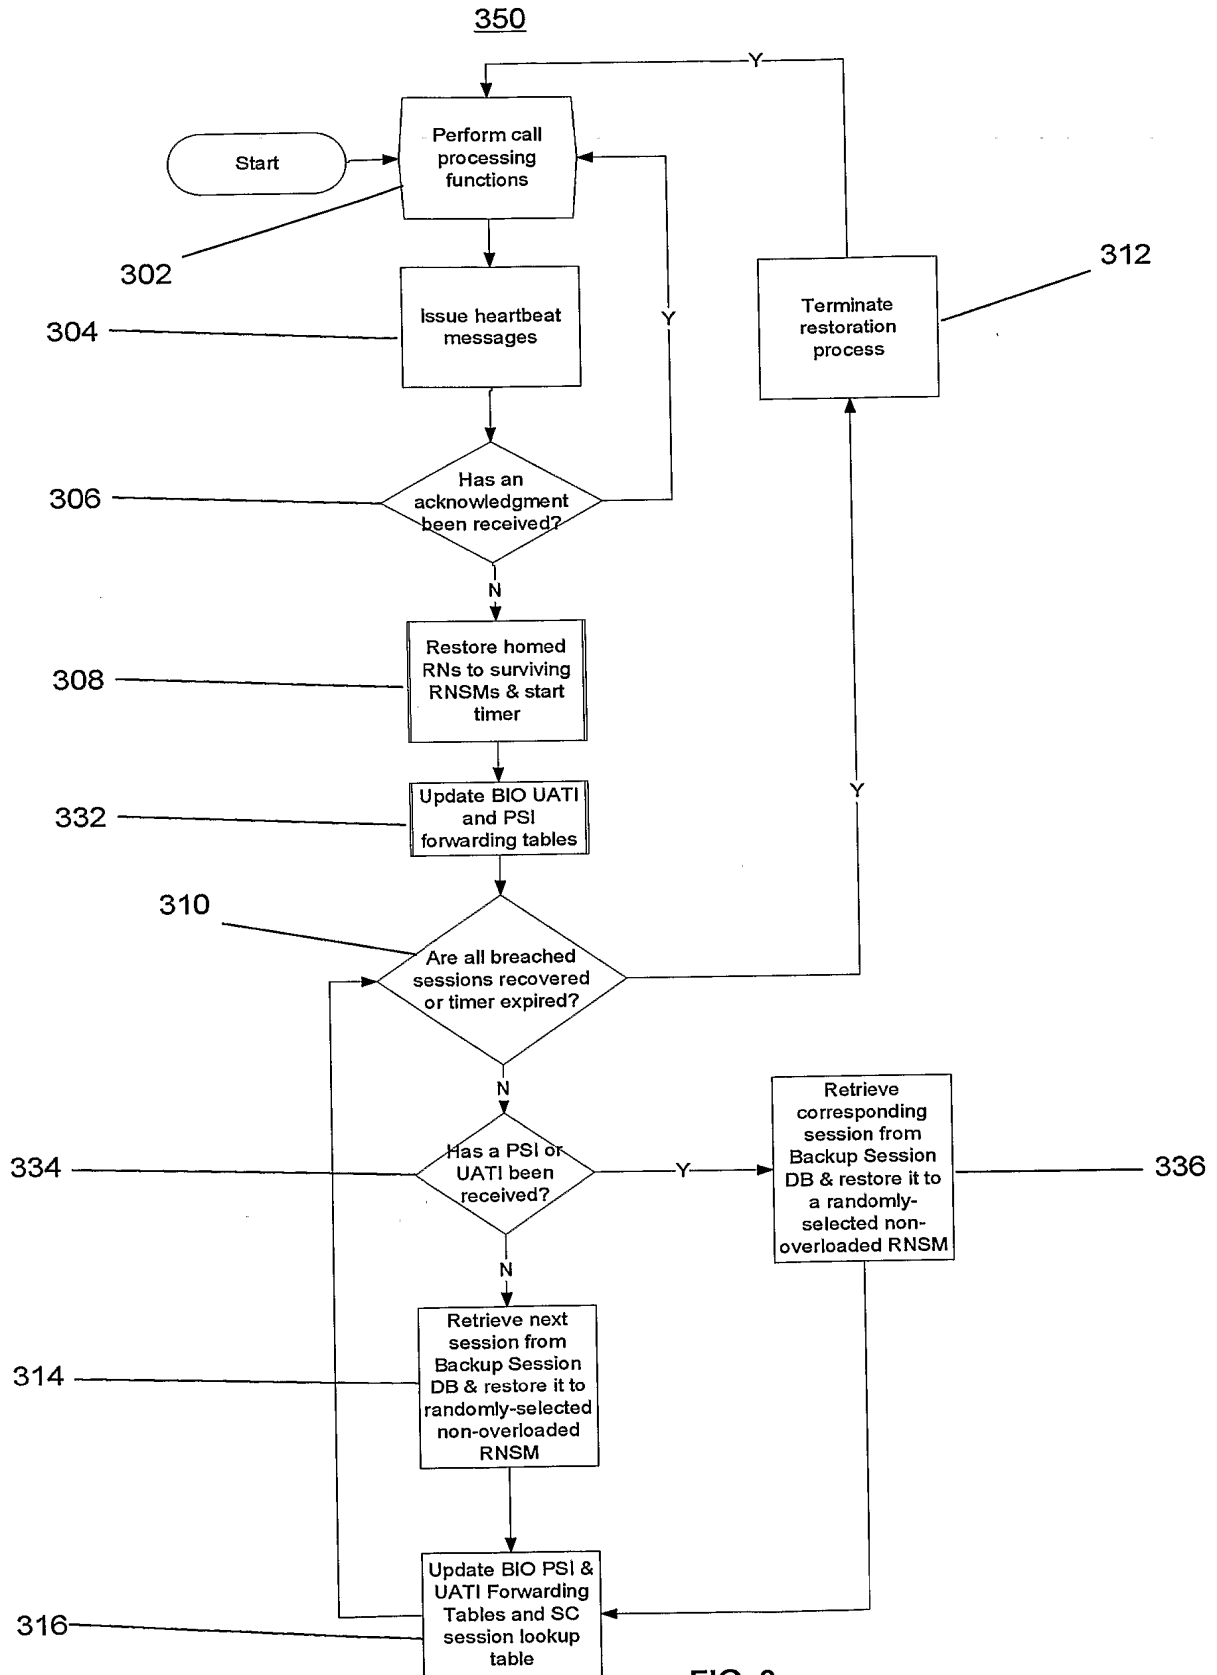 350
Y
Perform call
processing
functions
Start
302
312
Terminate
restoration
process
304
Issue heartbeat
messages
Y
306
Has an
acknowledgment
been received?
N
308
Restore homed
RNs to surviving
RNSMs & start
timer
332
Update BIO UATI
and PSI
forwarding tables
Y
310
Are all breached
sessions recovered
or timer expired?
N
334
Has a PSI or
UATI been
received?
Y
Retrieve
corresponding
session from
Backup Session
DB & restore it to
a randomly-
selected non-
overloaded RNSM
336
N
314
Retrieve next
session from
Backup Session
DB & restore it to
randomly-selected
non-overloaded
RNSM
316
Update BIO PSI &
UATI Forwarding
Tables and SC
session lookup
table